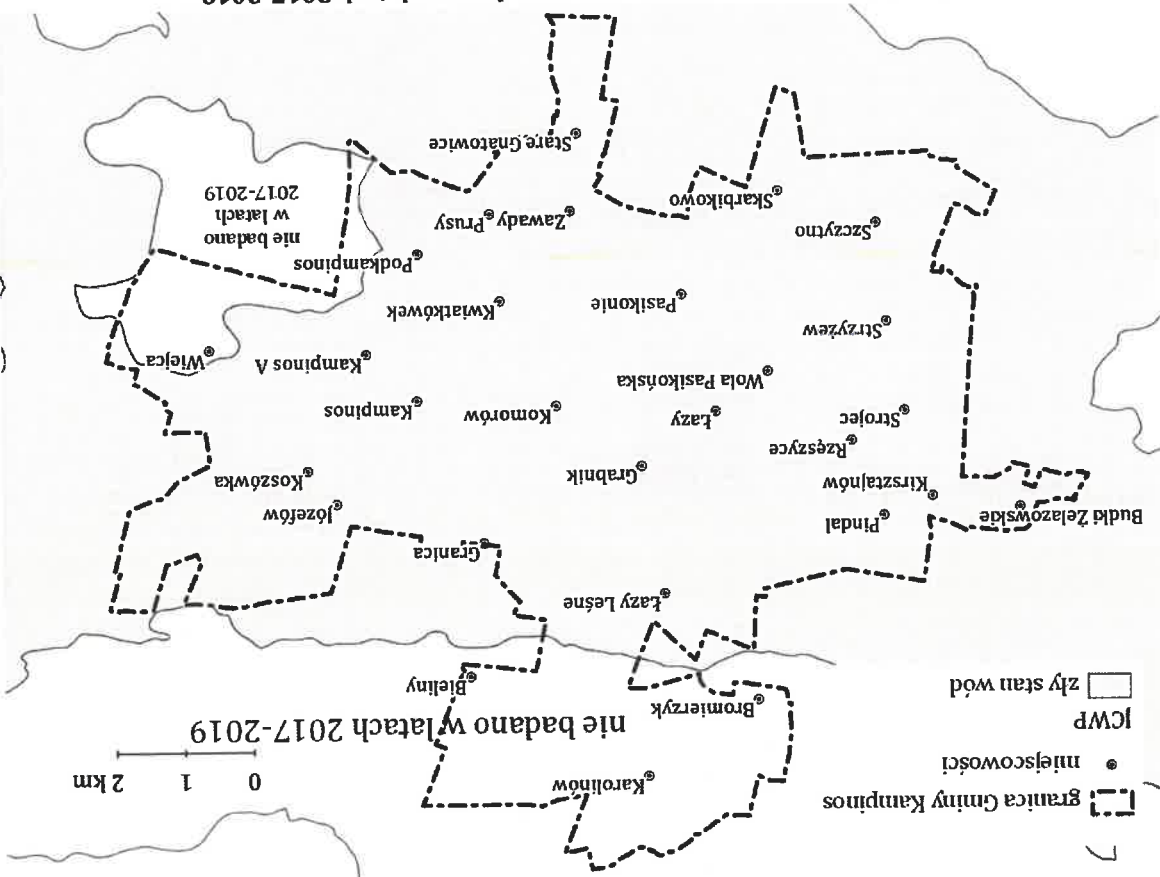 granica Gminy Kampinos
miejscowości
JCWP
zły stan wód
0 1 2 km
Karolinów
nie badano w latach 2017-2019
Bromierzyk
Bieliny
Łazy Leśne
Granica
Budki Żelazowskie
Pindal
Józefów
Kirsztajnów
Koszówka
Grabnik
Rzęszyce
Strojec
Łazy
Komorów
Kampinos
Wola Pasikońska
Kampinos A
Wiejca
Strzyżew
Pasikonie
Kwiatkówek
Podkampinos
nie badano
w latach
2017-2019
Szczytno
Zawady
Prusy
Skarbikowo
Stare Gnatowice